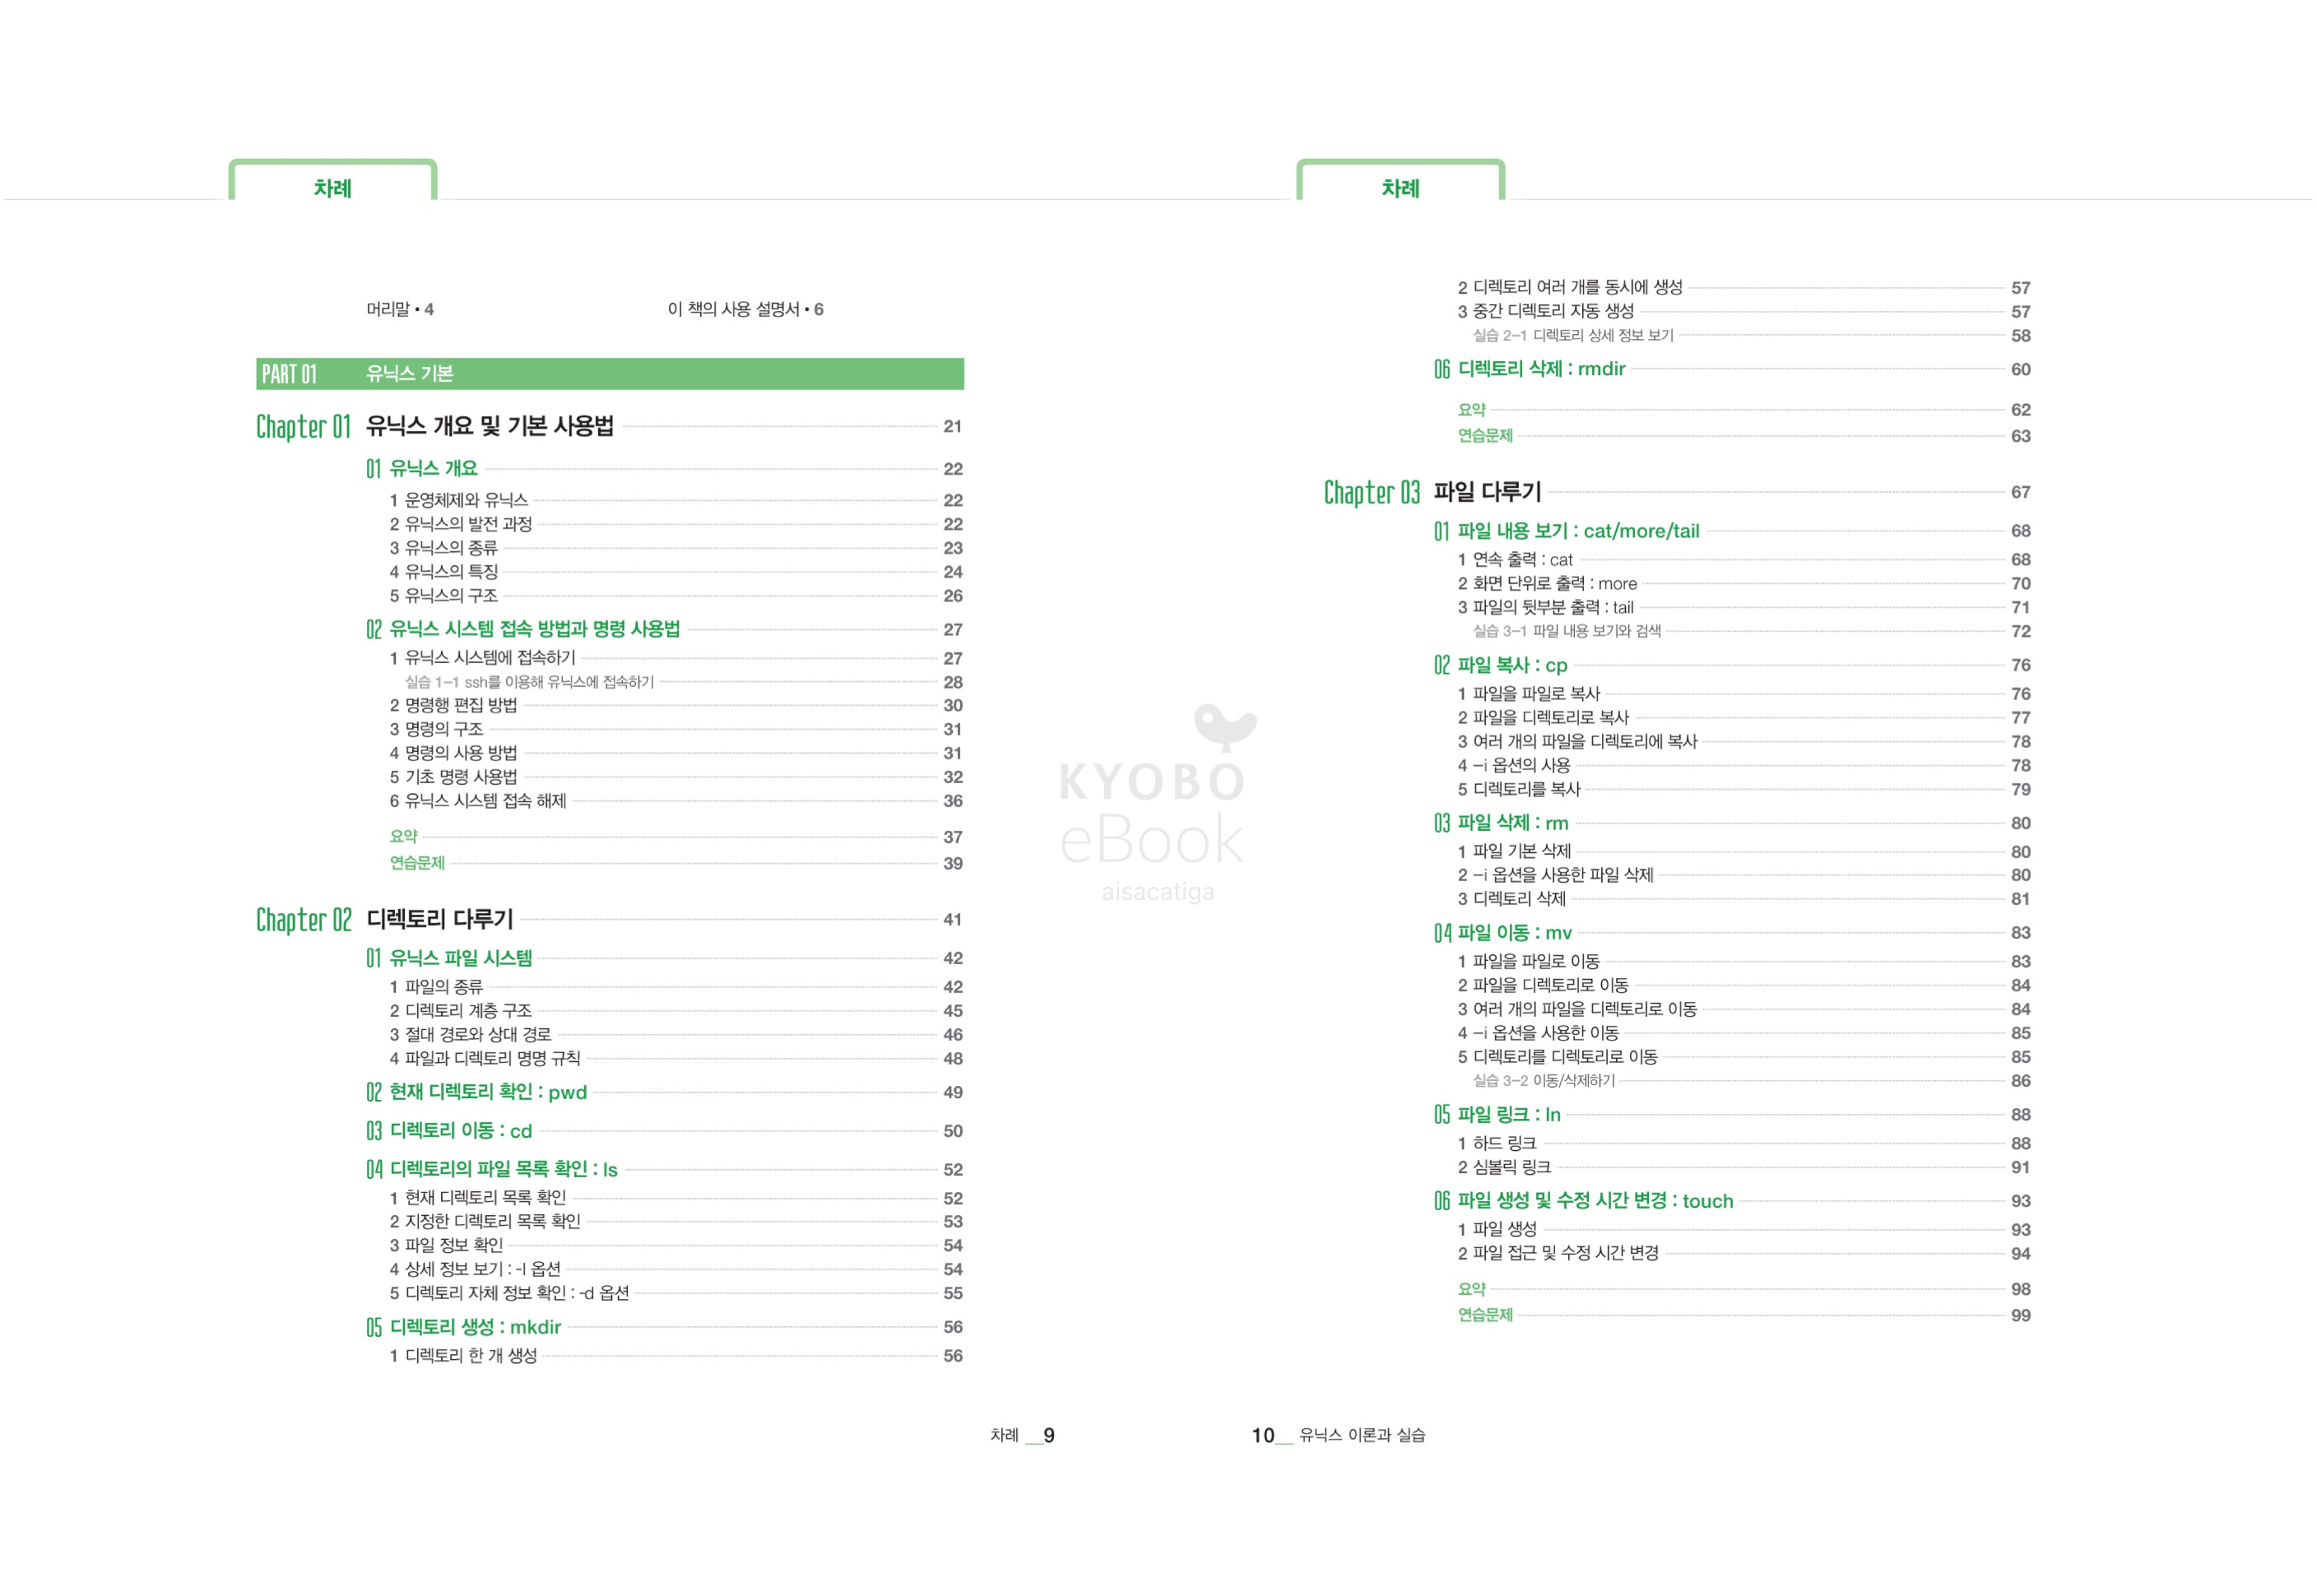 차례
머리말 • 4 이 책의 사용 설명서 • 6
PART 01 유닉스 기본
Chapter 01 유닉스 개요 및 기본 사용법 21
01 유닉스 개요 22
1 운영체제와 유닉스 22
2 유닉스의 발전 과정 22
3 유닉스의 종류 23
4 유닉스의 특징 24
5 유닉스의 구조 26
02 유닉스 시스템 접속 방법과 명령 사용법 27
1 유닉스 시스템에 접속하기 27
실습 1-1 ssh를 이용해 유닉스에 접속하기 28
2 명령행 편집 방법 30
3 명령의 구조 31
4 명령의 사용 방법 31
5 기초 명령 사용법 32
6 유닉스 시스템 접속 해제 36
요약 37
연습문제 39
Chapter 02 디렉토리 다루기 41
01 유닉스 파일 시스템 42
1 파일의 종류 42
2 디렉토리 계층 구조 45
3 절대 경로와 상대 경로 46
4 파일과 디렉토리 명명 규칙 48
02 현재 디렉토리 확인 : pwd 49
03 디렉토리 이동 : cd 50
04 디렉토리의 파일 목록 확인 : ls 52
1 현재 디렉토리 목록 확인 52
2 지정한 디렉토리 목록 확인 53
3 파일 정보 확인 54
4 상세 정보 보기 : -l 옵션 54
5 디렉토리 자체 정보 확인 : -d 옵션 55
05 디렉토리 생성 : mkdir 56
1 디렉토리 한 개 생성 56
차례 __9
KYOBO
eBook
aisacatiga
차례
2 디렉토리 여러 개를 동시에 생성 57
3 중간 디렉토리 자동 생성 57
실습 2-1 디렉토리 상세 정보 보기 58
06 디렉토리 삭제 : rmdir 60
요약 62
연습문제 63
Chapter 03 파일 다루기 67
01 파일 내용 보기 : cat/more/tail 68
1 연속 출력 : cat 68
2 화면 단위로 출력 : more 70
3 파일의 뒷부분 출력 : tail 71
실습 3-1 파일 내용 보기와 검색 72
02 파일 복사 : cp 76
1 파일을 파일로 복사 76
2 파일을 디렉토리로 복사 77
3 여러 개의 파일을 디렉토리에 복사 78
4 -i 옵션의 사용 78
5 디렉토리를 복사 79
03 파일 삭제 : rm 80
1 파일 기본 삭제 80
2 -i 옵션을 사용한 파일 삭제 80
3 디렉토리 삭제 81
04 파일 이동 : mv 83
1 파일을 파일로 이동 83
2 파일을 디렉토리로 이동 84
3 여러 개의 파일을 디렉토리로 이동 84
4 -i 옵션을 사용한 이동 85
5 디렉토리를 디렉토리로 이동 85
실습 3-2 이동/삭제하기 86
05 파일 링크 : ln 88
1 하드 링크 88
2 심볼릭 링크 91
06 파일 생성 및 수정 시간 변경 : touch 93
1 파일 생성 93
2 파일 접근 및 수정 시간 변경 94
요약 98
연습문제 99
10__ 유닉스 이론과 실습